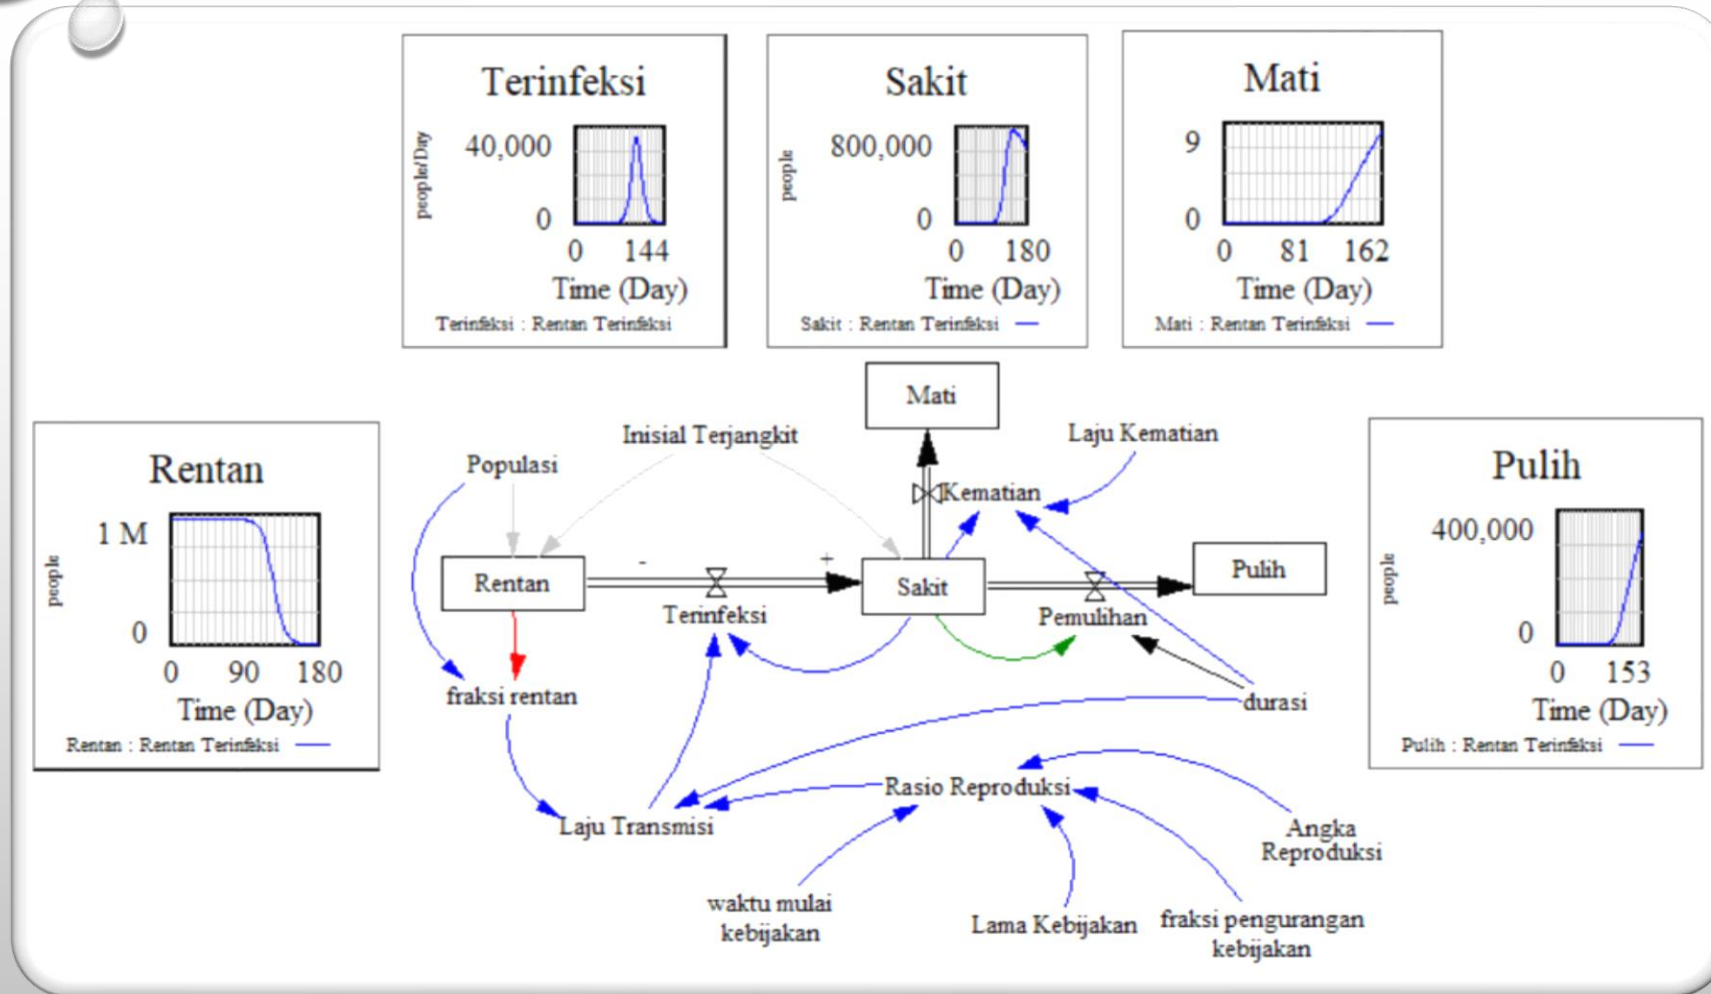 Terinfeksi
people/Day
40,000
0
0 144
Time (Day)
Terinfeksi : Rentan Terinfeksi
Sakit
people
800,000
0
0 180
Time (Day)
Sakit : Rentan Terinfeksi
Mati
9
0
0 81 162
Time (Day)
Mati : Rentan Terinfeksi
Rentan
people
1 M
0
0 90 180
Time (Day)
Rentan : Rentan Terinfeksi
Mati
Inisial Terjangkit
Laju Kematian
Populasi
Kematian
- +
Rentan
Sakit
Pulih
Terinfeksi
Pemulihan
fraksi rentan
durasi
Rasio Reproduksi
Laju Transmisi
Angka
Reproduksi
waktu mulai
kebijakan
Lama Kebijakan
fraksi pengurangan
kebijakan
Pulih
people
400,000
0
0 153
Time (Day)
Pulih : Rentan Terinfeksi